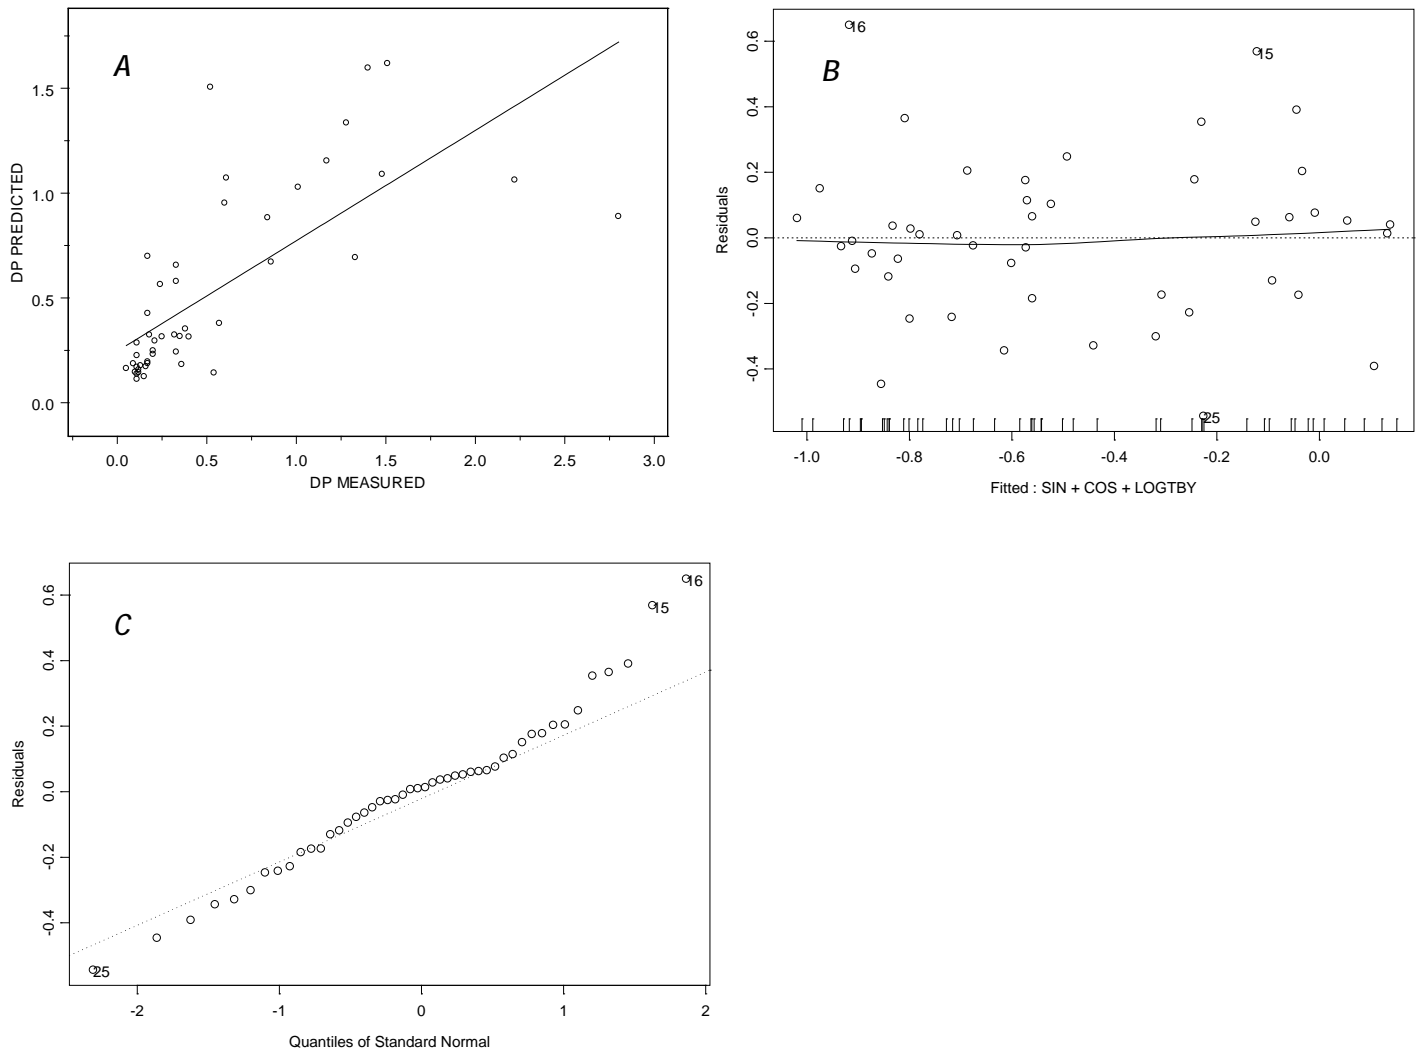 A
DP PREDICTED
1.5
1.0
0.5
0.0
0.0 0.5 1.0 1.5 2.0 2.5 3.0
DP MEASURED
B
Residuals
0.6
0.4
0.2
0.0
-0.2
-0.4
16
15
25
-1.0 -0.8 -0.6 -0.4 -0.2 0.0
Fitted : SIN + COS + LOGTBY
C
Residuals
0.6
0.4
0.2
0.0
-0.2
-0.4
16
15
25
-2 -1 0 1 2
Quantiles of Standard Normal